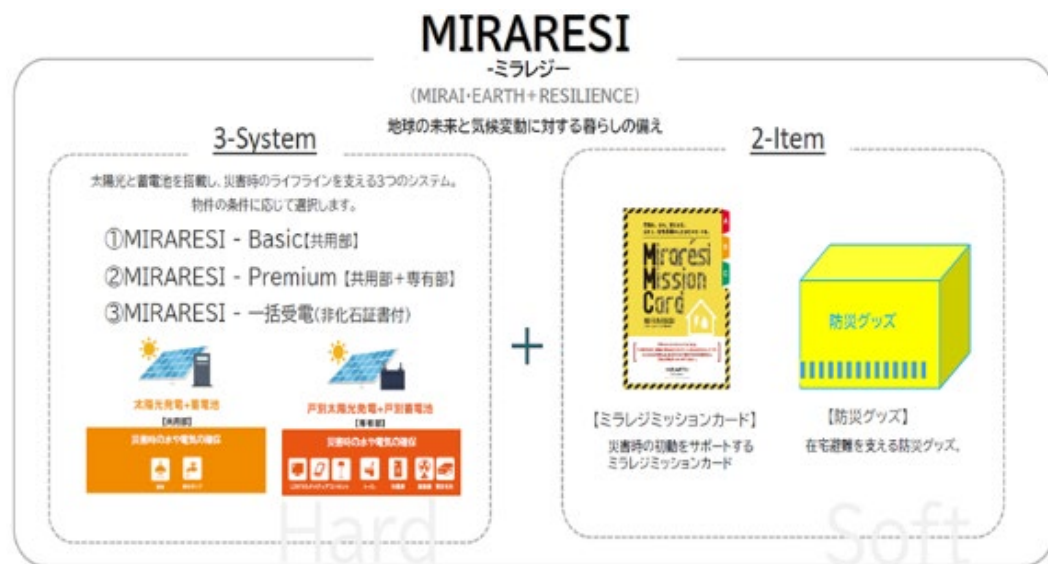 MIRARESI
-ミラレジー
(MIRAI・EARTH+RESILIENCE)
地球の未来と気候変動に対する暮らしの備え
3-System
太陽光と蓄電池を搭載し、災害時のライフラインを支える3つのシステム。
物件の条件に応じて選択します。
①MIRARESI - Basic【共用部】
②MIRARESI - Premium【共用部+専有部】
③MIRARESI - 一括受電(非化石証書付)
太陽光発電+蓄電池
【共用部】
災害時の水や電気の確保
戸別太陽光発電+戸別蓄電池
【専有部】
災害時の水や電気の確保
トイレ
冷蔵庫
Hard
+
2-Item
A
B
C
Mirarési
Mission
Card
【ミラレジミッションカード】
災害時の初動をサポートする
ミラレジミッションカード
防災グッズ
【防災グッズ】
在宅避難を支える防災グッズ。
Soft